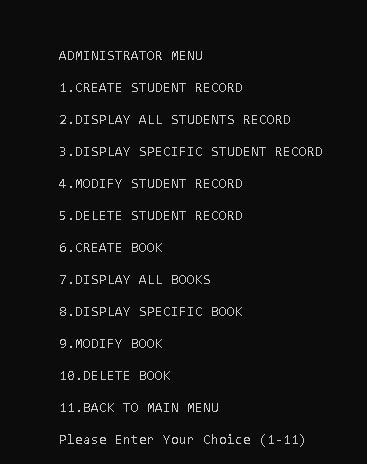 ADMINISTRATOR MENU
1.CREATE STUDENT RECORD
2.DISPLAY ALL STUDENTS RECORD
3.DISPLAY SPECIFIC STUDENT RECORD
4.MODIFY STUDENT RECORD
5.DELETE STUDENT RECORD
6.CREATE BOOK
7.DISPLAY ALL BOOKS
8.DISPLAY SPECIFIC BOOK
9.MODIFY BOOK
10.DELETE BOOK
11.BACK TO MAIN MENU
Please Enter Your Choice (1-11)